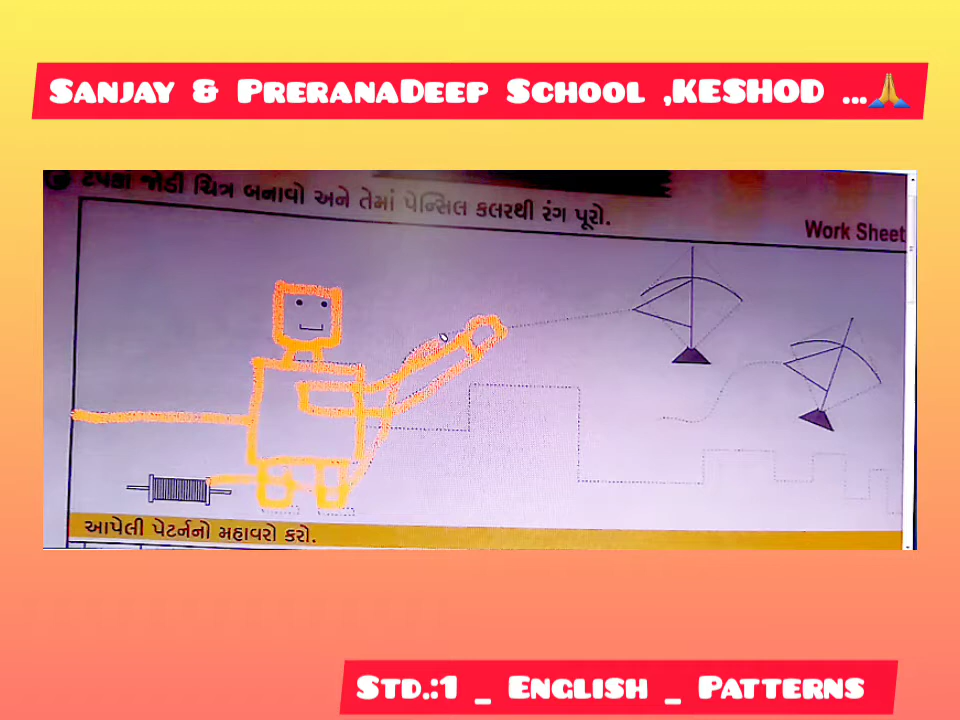 Sanjay & PreranaDeep School ,KESHOD ...🙏
ટપકાં જોડી ચિત્ર બનાવો અને તેમાં પેન્સિલ કલરથી રંગ પૂરો.
Work Sheet
આપેલી પેટર્નનો મહાવરો કરો.
Std.:1 _ English _ Patterns